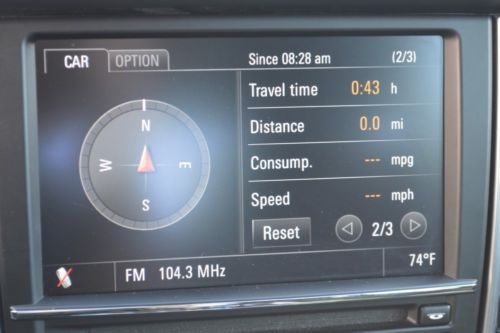 CAR OPTION Since 08:28 am (2/3)
Travel time 0:43 h
Distance 0.0 mi
Consump. --- mpg
Speed --- mph
Reset 2/3
N
W E
S
FM 104.3 MHz 74°F